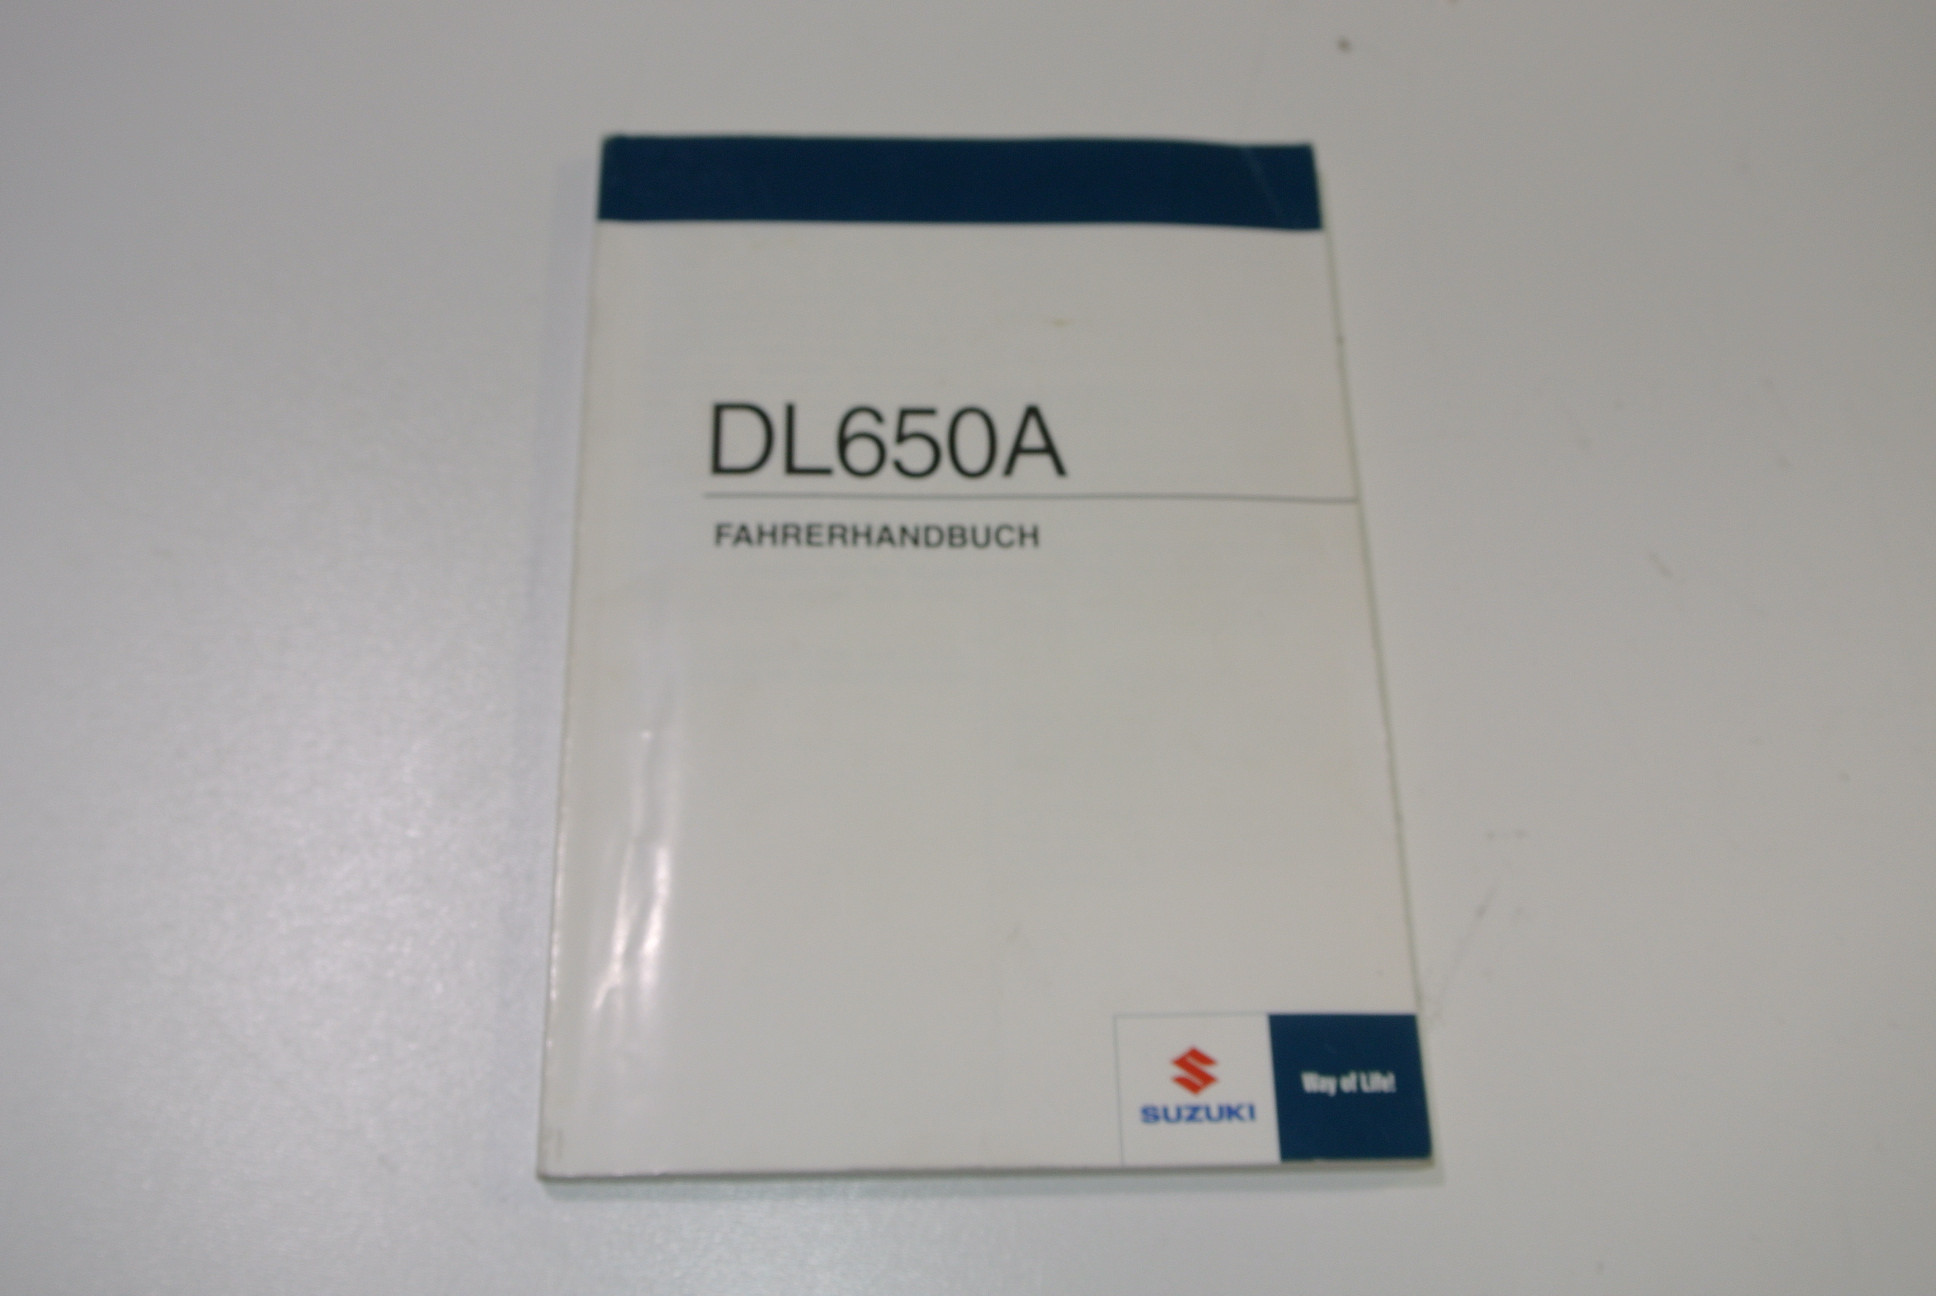 DL650A
FAHRERHANDBUCH
SUZUKI
Way of Life!